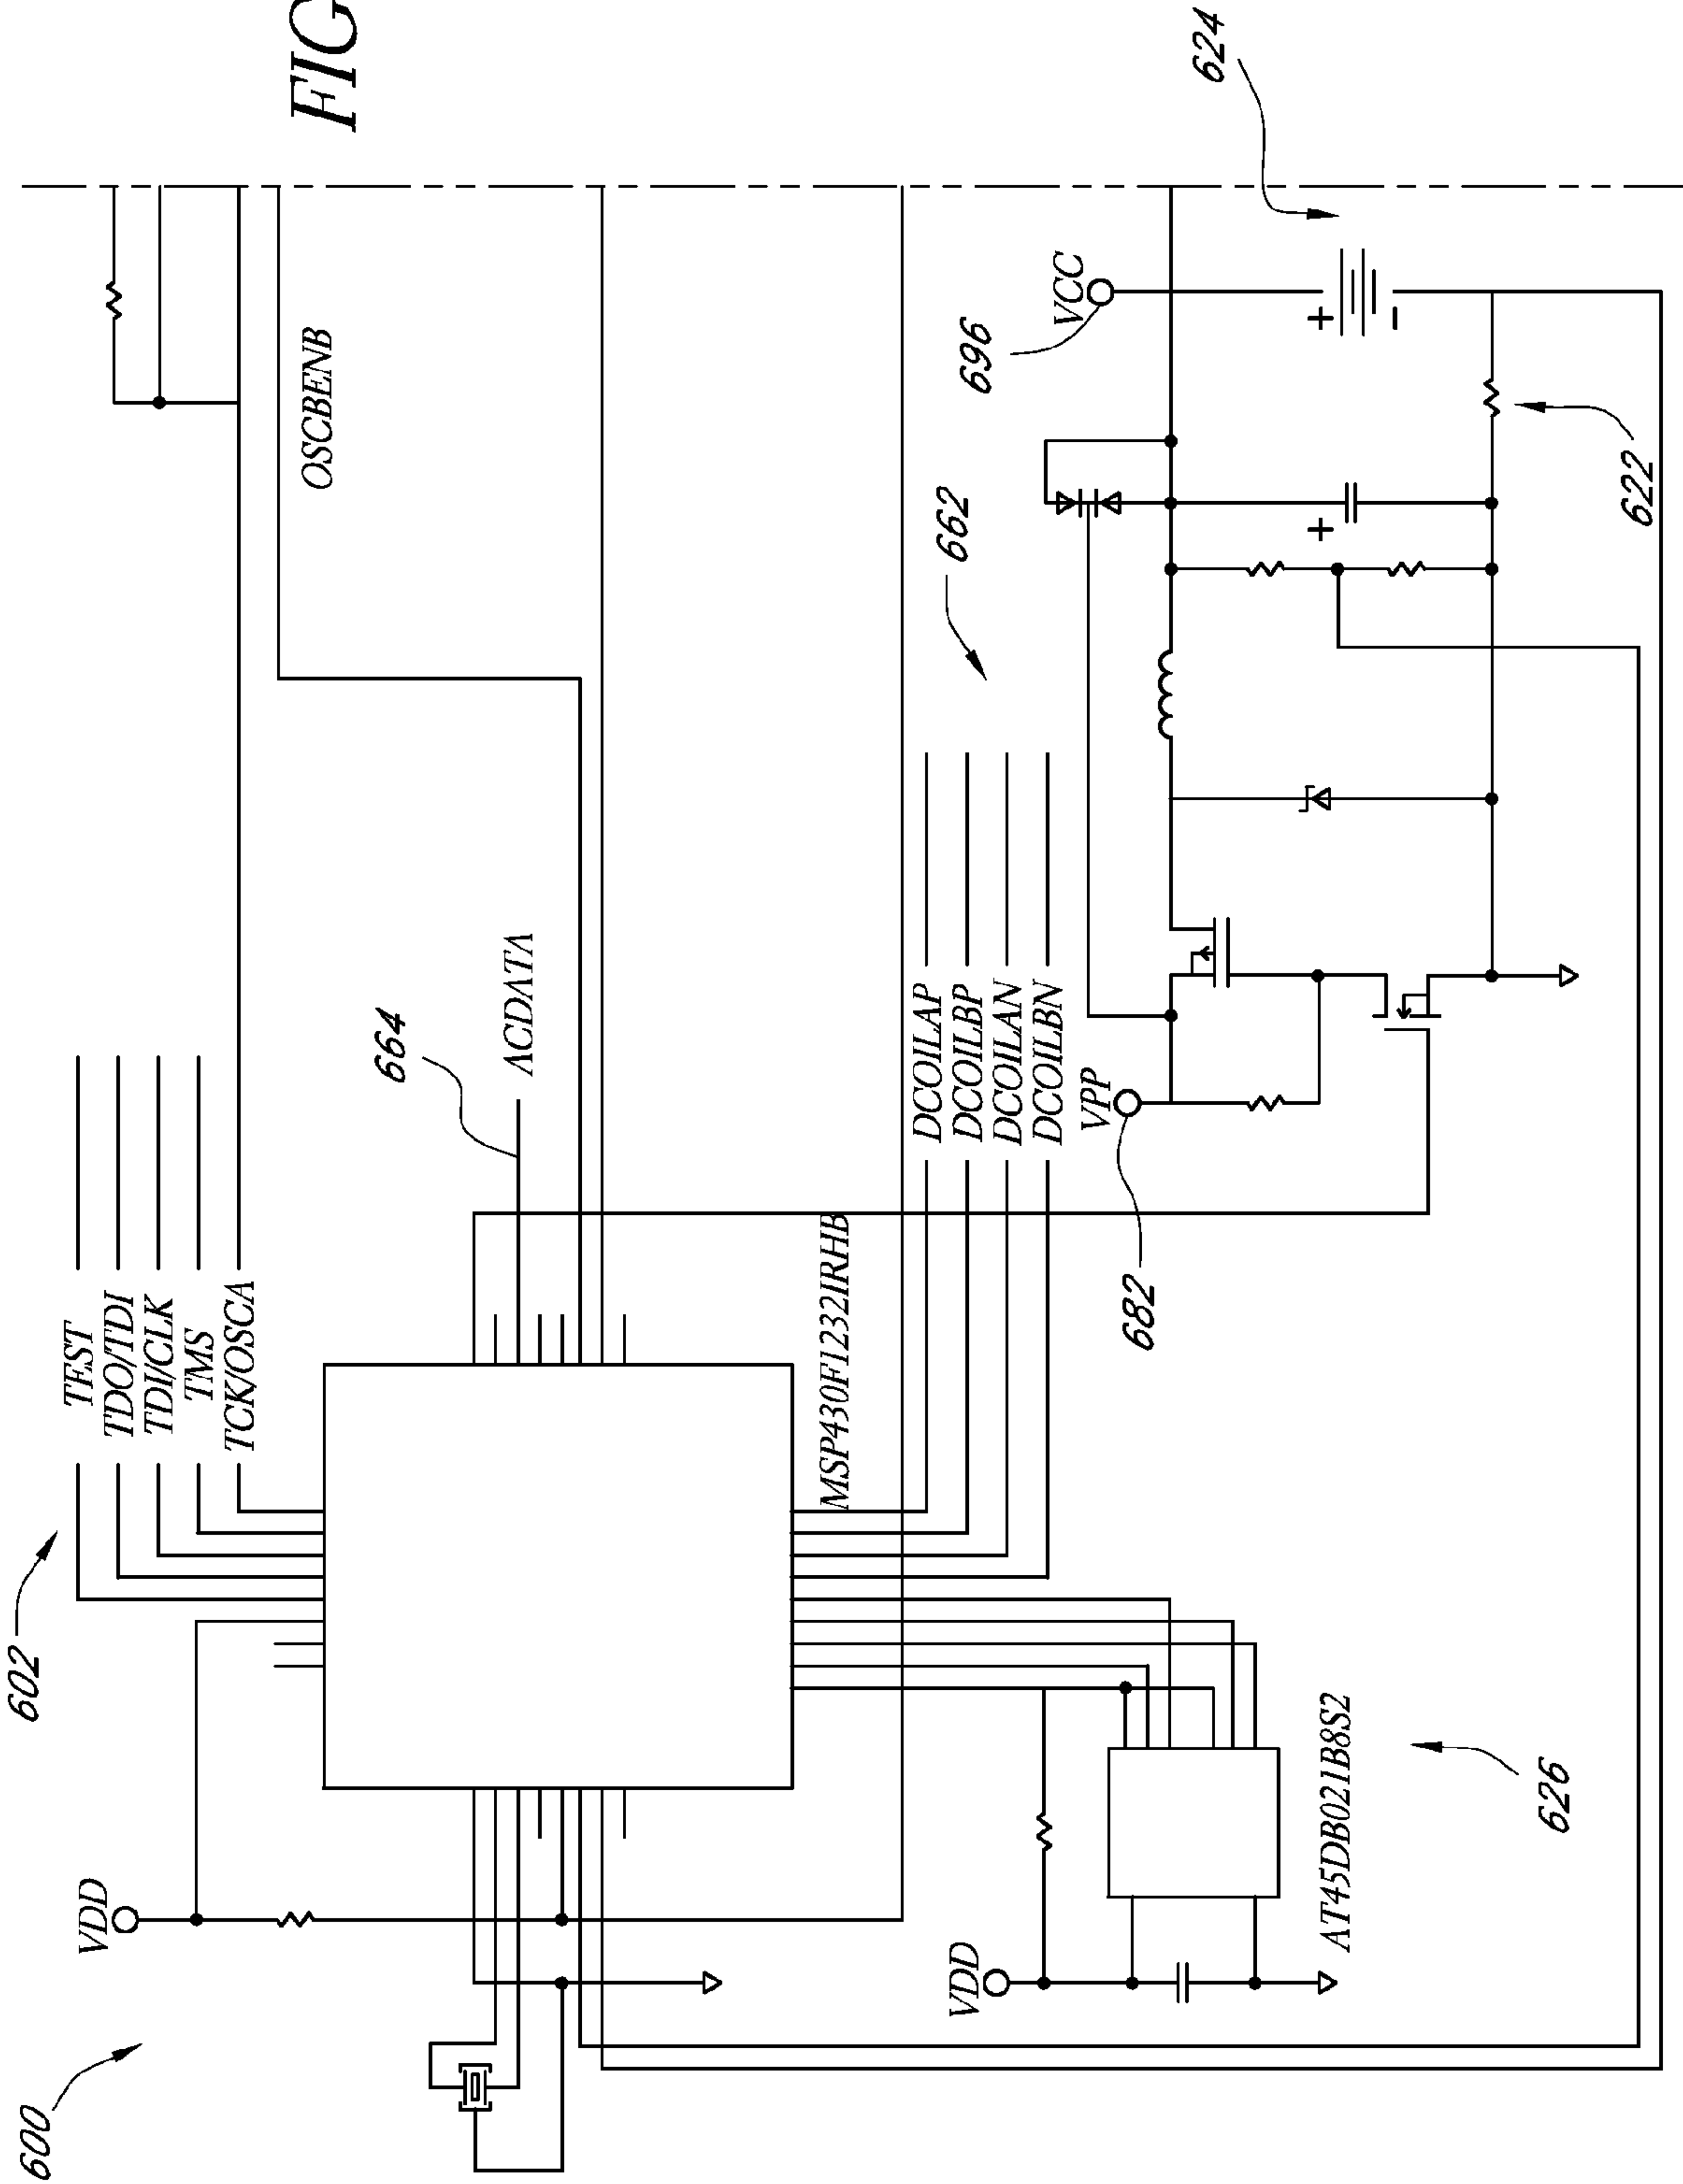 FIG
602
TEST
TDO/TDI
TDI/CLK
TMS
TCK/OSCA
600
VDD
OSCBENB
664
ACDATA
MSP430F1232IRHB
662
DCOILAP
DCOILBP
DCOILAN
DCOILBN
624
696
VCC
+
-
VDD
VPP
682
+
622
AT45DB021B8S2
626